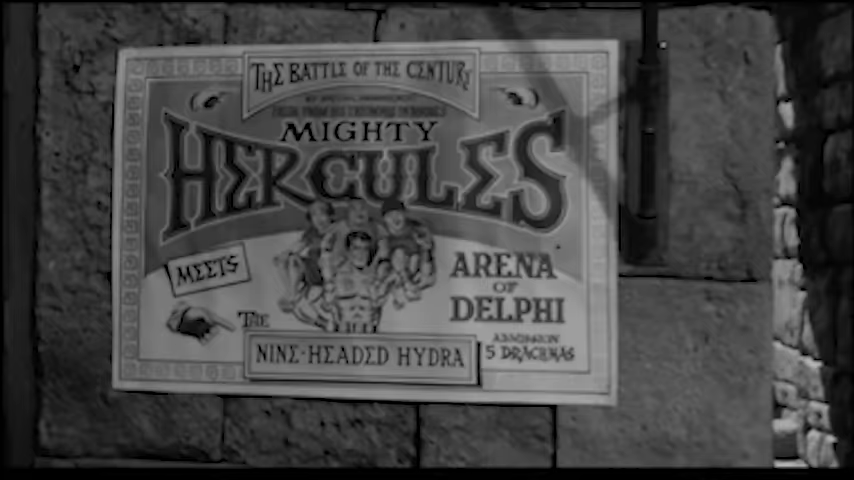 THE BATTLE OF THE CENTURY
MIGHTY
HERCULES
MEETS
THE
NINE-HEADED HYDRA
ARENA
OF
DELPHI
ADMISSION
5 DRACHMAS